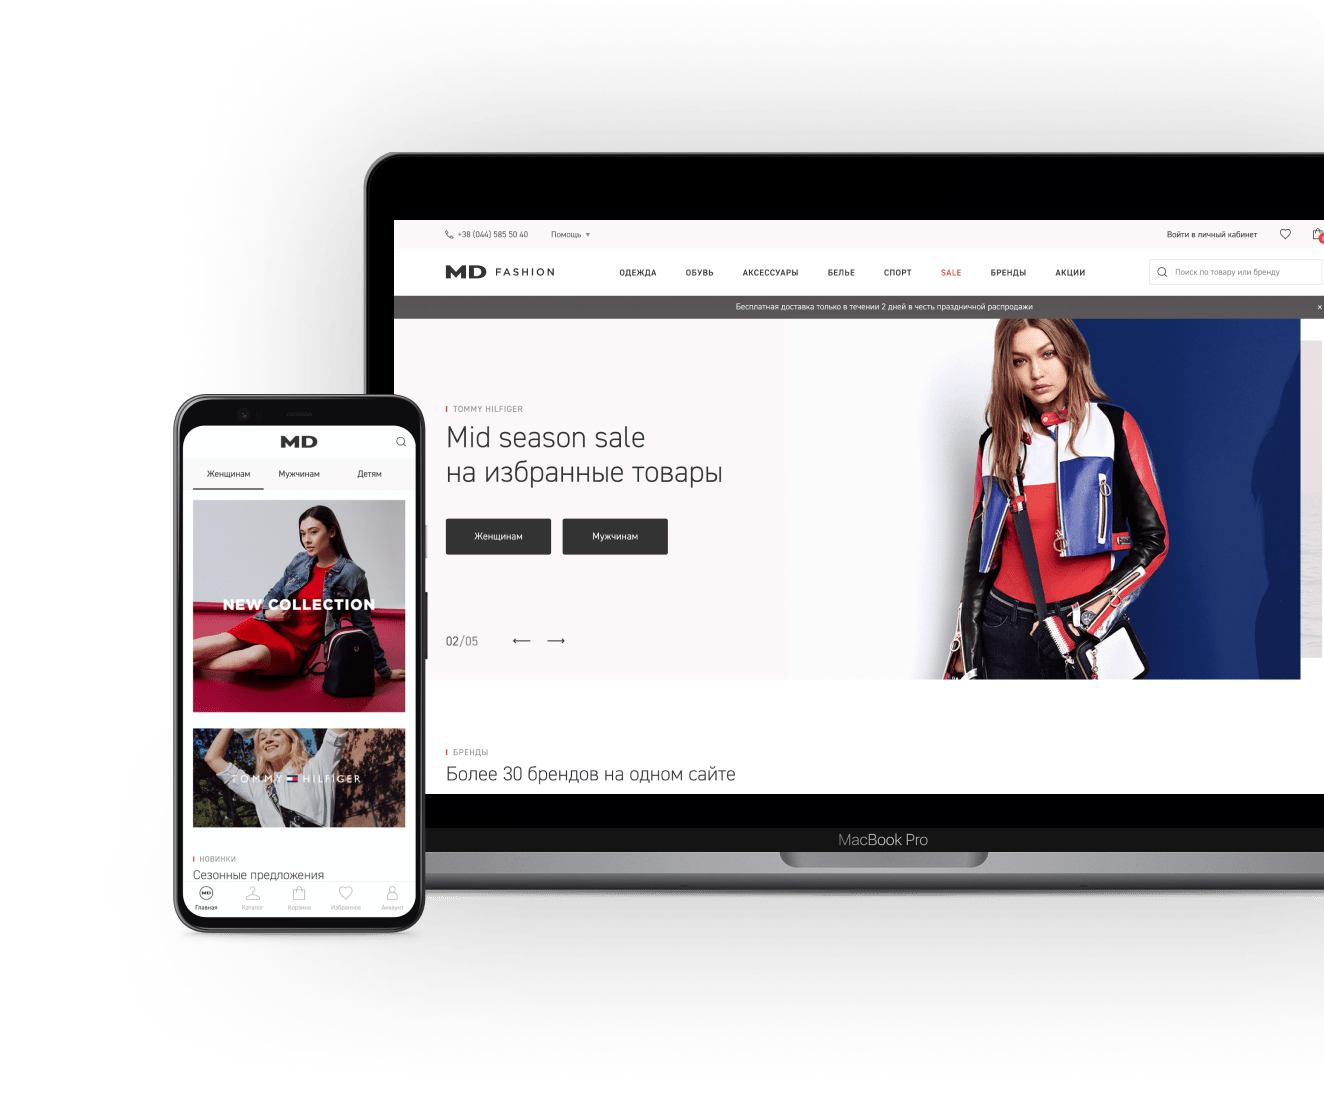 +38 (044) 585 50 40
Помощь
Войти в личный кабинет
MD FASHION
ОДЕЖДА
ОБУВЬ
АКСЕССУАРЫ
БЕЛЬЕ
СПОРТ
SALE
БРЕНДЫ
АКЦИИ
Поиск по товару или бренду
Бесплатная доставка только в течении 2 дней в честь праздничной распродажи
TOMMY HILFIGER
Mid season sale
на избранные товары
Женщинам
Мужчинам
02/05
БРЕНДЫ
Более 30 брендов на одном сайте
MacBook Pro
MD
Женщинам
Мужчинам
Детям
NEW COLLECTION
TOMMY HILFIGER
НОВИНКИ
Сезонные предложения
MD
Главная
Каталог
Корзина
Избранное
Аккаунт